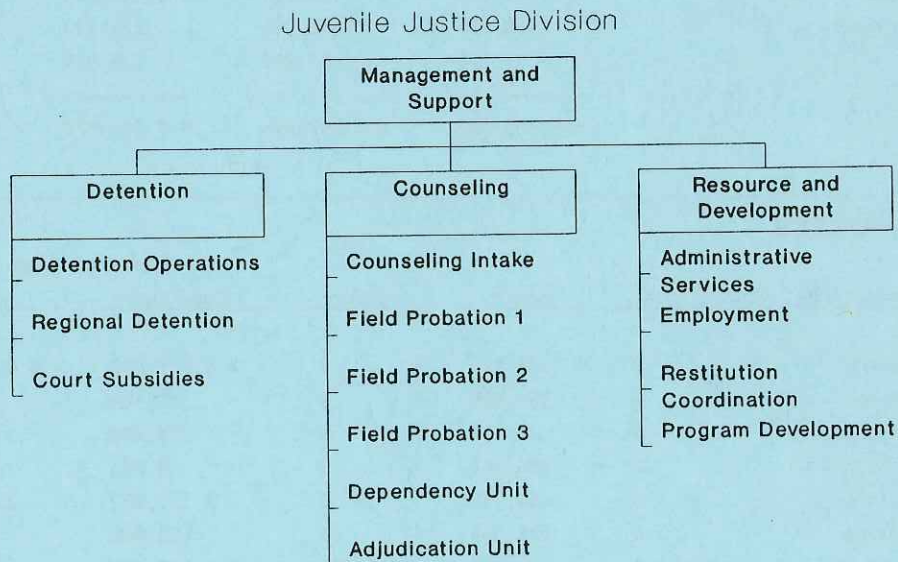 Juvenile Justice Division
Management and
Support
Detention
Detention Operations
Regional Detention
Court Subsidies
Counseling
Counseling Intake
Field Probation 1
Field Probation 2
Field Probation 3
Dependency Unit
Adjudication Unit
Resource and
Development
Administrative
Services
Employment
Restitution
Coordination
Program Development